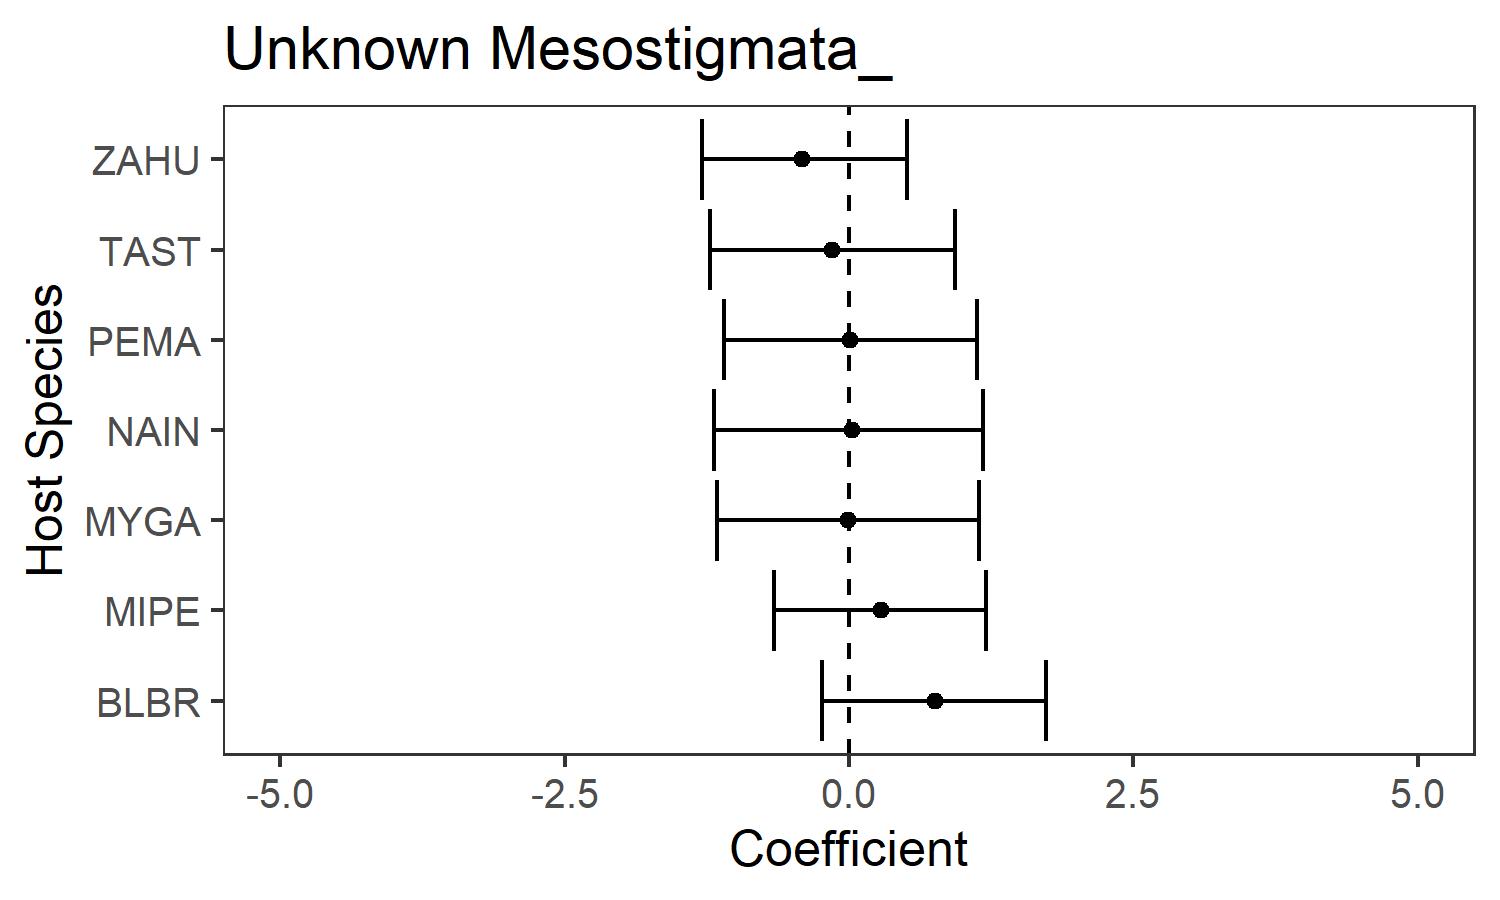 Unknown Mesostigmata_
Host Species
ZAHU
TAST
PEMA
NAIN
MYGA
MIPE
BLBR
-5.0 -2.5 0.0 2.5 5.0
Coefficient